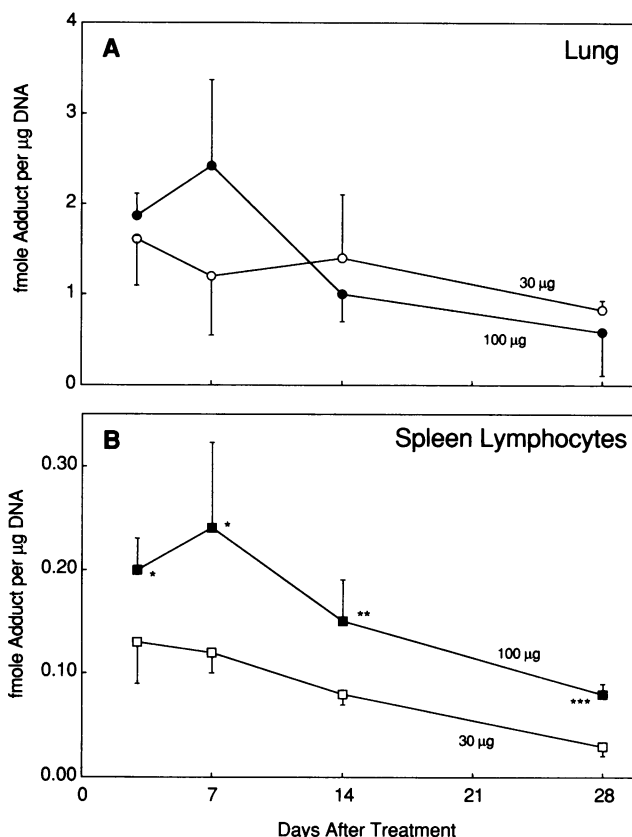 A
Lung
4
3
2
1
0
fmole Adduct per µg DNA
30 µg
100 µg
B
Spleen Lymphocytes
0.30
0.20
0.10
0.00
fmole Adduct per µg DNA
*
*
**
***
100 µg
30 µg
0
7
14
21
28
Days After Treatment